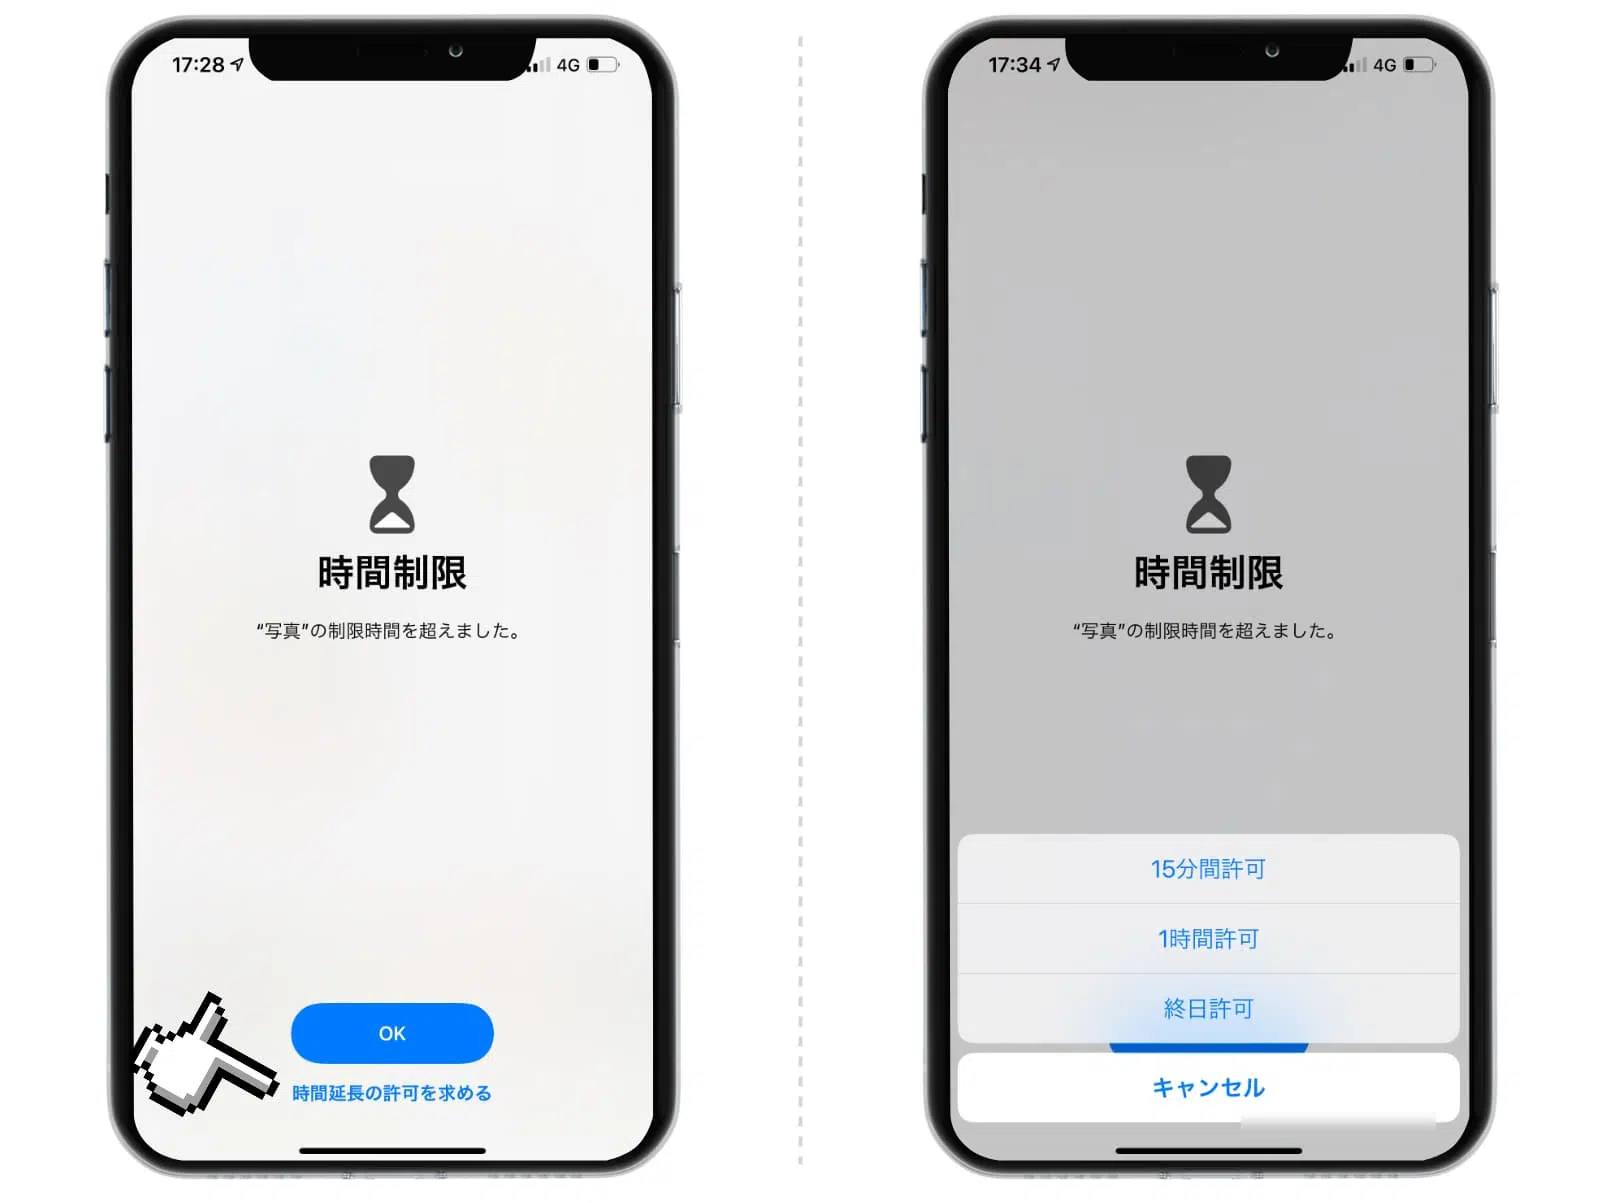 17:28
4G
時間制限
“写真”の制限時間を超えました。
OK
時間延長の許可を求める
17:34
4G
時間制限
“写真”の制限時間を超えました。
15分間許可
1時間許可
終日許可
キャンセル